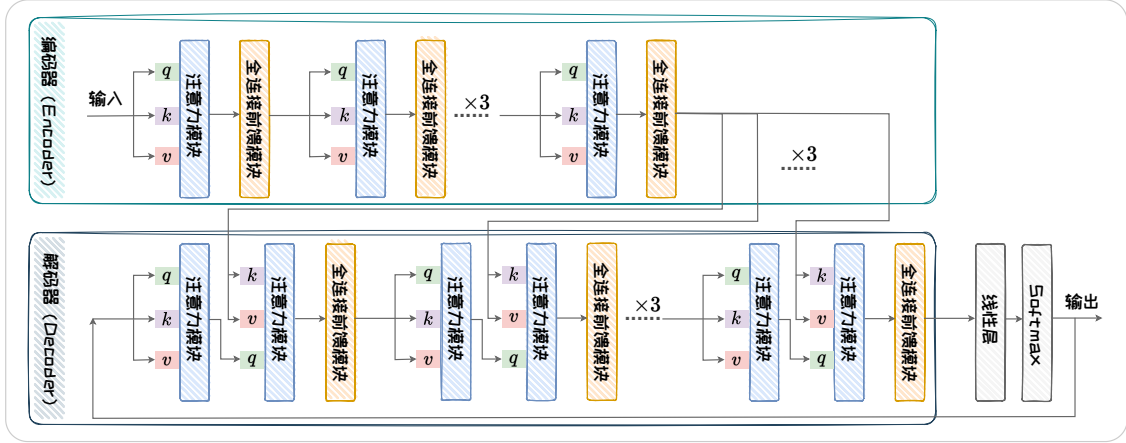 编码器（Encoder）
输入
q
k
v
注意力模块
全连接前馈模块
q
k
v
注意力模块
全连接前馈模块
×3
q
k
v
注意力模块
全连接前馈模块
×3
解码器（Decoder）
q
k
v
注意力模块
k
v
q
注意力模块
全连接前馈模块
q
k
v
注意力模块
k
v
q
注意力模块
全连接前馈模块
×3
q
k
v
注意力模块
k
v
q
注意力模块
全连接前馈模块
线性层
Softmax
输出